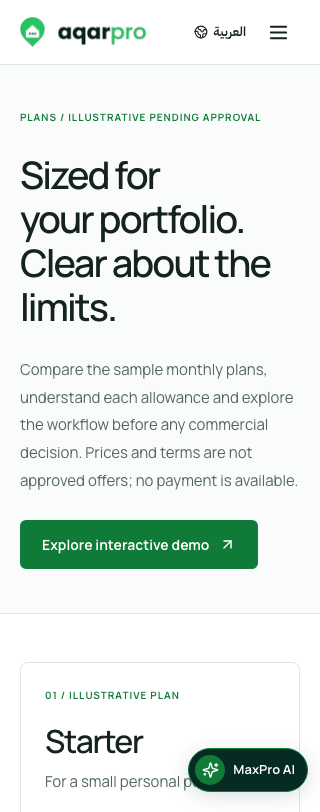 aqarpro
العربية
PLANS / ILLUSTRATIVE PENDING APPROVAL
Sized for
your portfolio.
Clear about the
limits.
Compare the sample monthly plans,
understand each allowance and explore
the workflow before any commercial
decision. Prices and terms are not
approved offers; no payment is available.
Explore interactive demo
01 / ILLUSTRATIVE PLAN
Starter
For a small personal
MaxPro AI